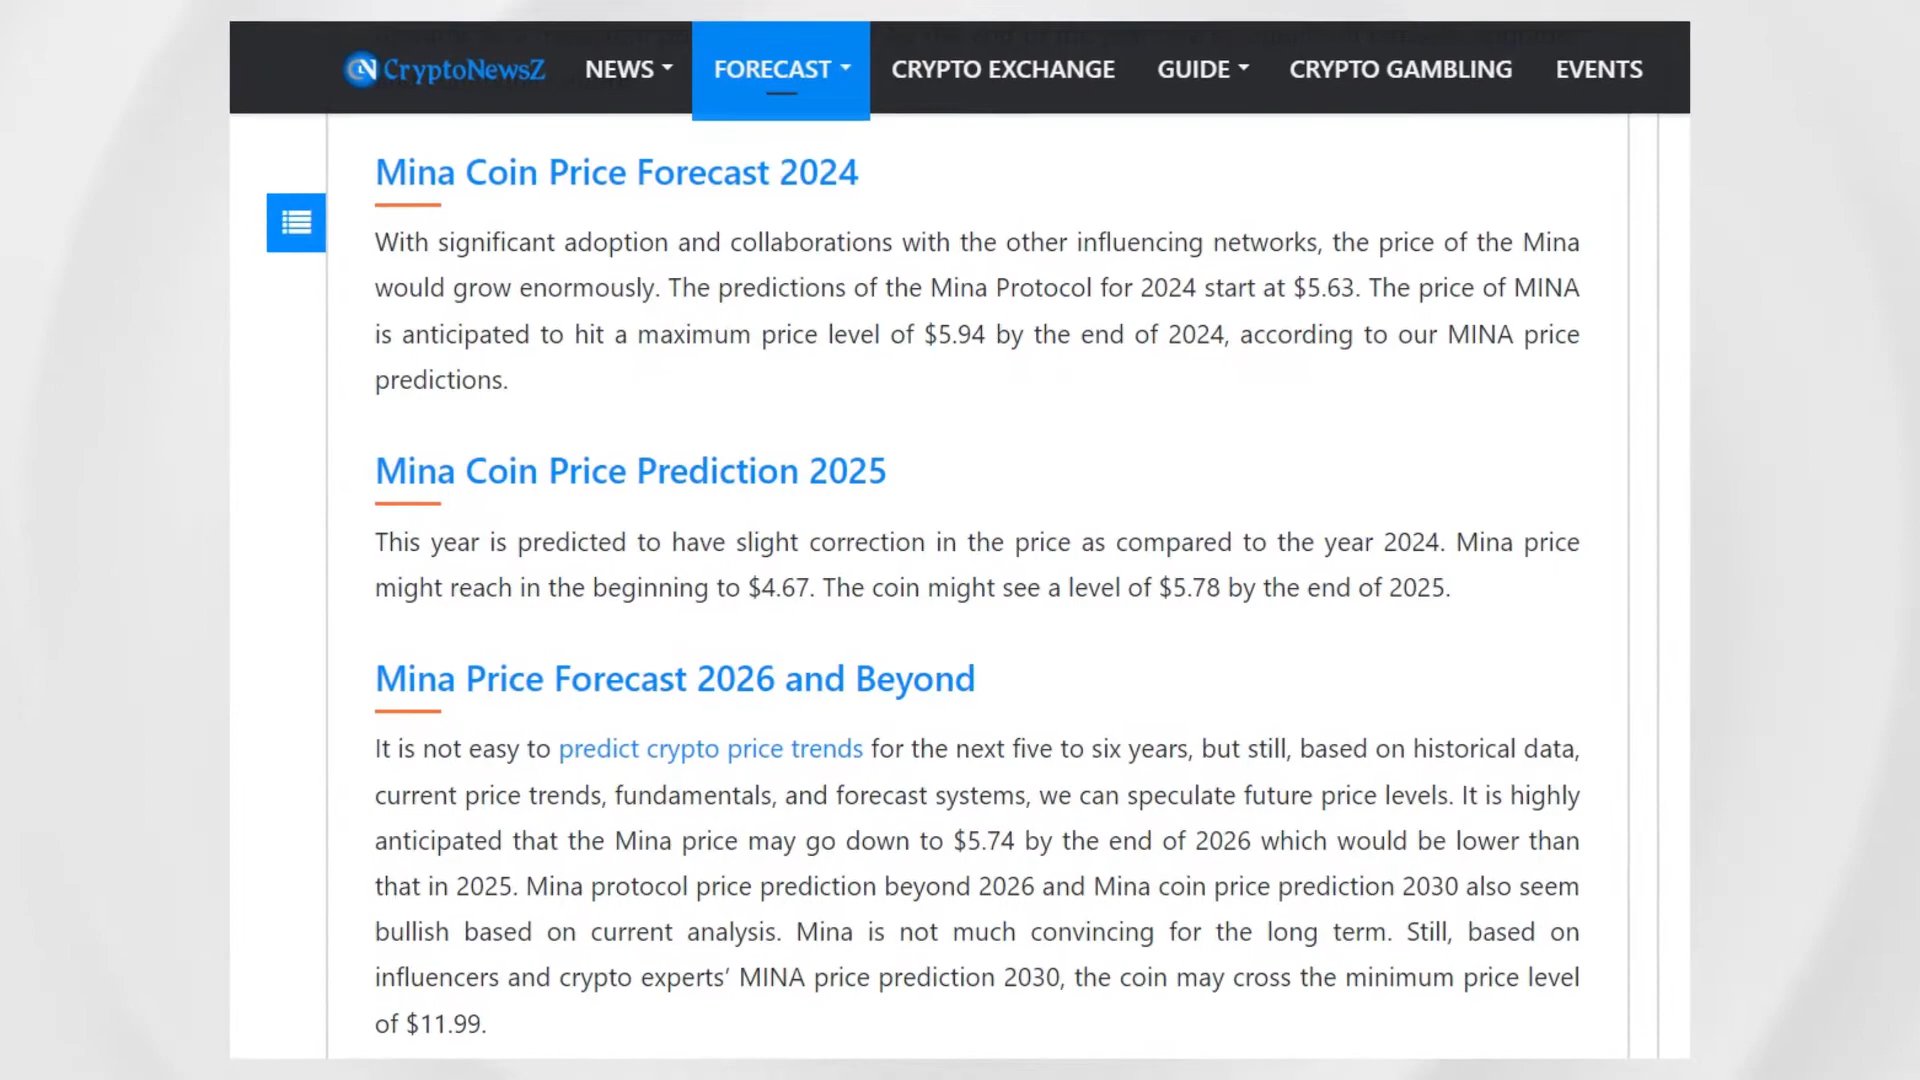 CryptoNewsZ NEWS FORECAST CRYPTO EXCHANGE GUIDE CRYPTO GAMBLING EVENTS
Mina Coin Price Forecast 2024
With significant adoption and collaborations with the other influencing networks, the price of the Mina
would grow enormously. The predictions of the Mina Protocol for 2024 start at $5.63. The price of MINA
is anticipated to hit a maximum price level of $5.94 by the end of 2024, according to our MINA price
predictions.
Mina Coin Price Prediction 2025
This year is predicted to have slight correction in the price as compared to the year 2024. Mina price
might reach in the beginning to $4.67. The coin might see a level of $5.78 by the end of 2025.
Mina Price Forecast 2026 and Beyond
It is not easy to predict crypto price trends for the next five to six years, but still, based on historical data,
current price trends, fundamentals, and forecast systems, we can speculate future price levels. It is highly
anticipated that the Mina price may go down to $5.74 by the end of 2026 which would be lower than
that in 2025. Mina protocol price prediction beyond 2026 and Mina coin price prediction 2030 also seem
bullish based on current analysis. Mina is not much convincing for the long term. Still, based on
influencers and crypto experts’ MINA price prediction 2030, the coin may cross the minimum price level
of $11.99.